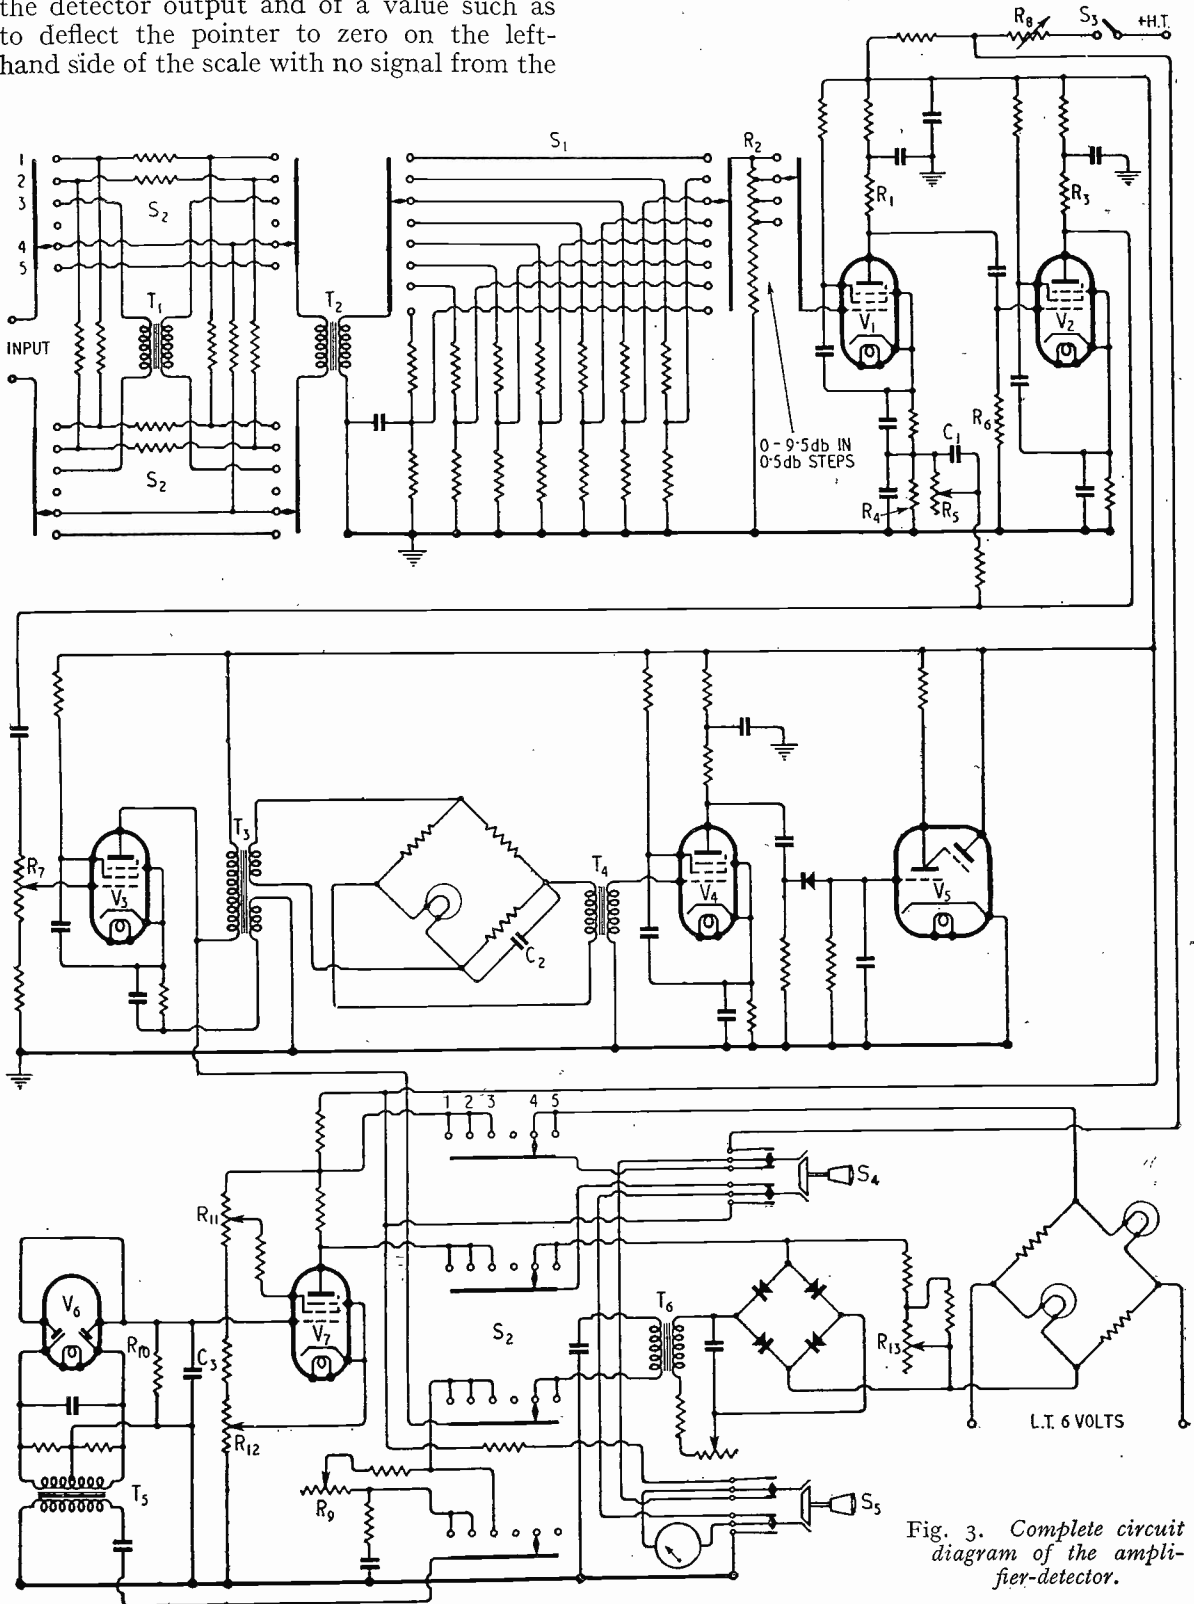 the detector output and of a value such as
to deflect the pointer to zero on the left-
hand side of the scale with no signal from the
R8
S3
+H.T.
1
2
3
4
5
S2
INPUT
T1
T2
S2
S1
R2
0-9·5db IN
0·5db STEPS
R1
V1
R3
V2
R6
C1
R4
R5
R7
V3
T3
C2
T4
V4
V5
1 2 3 4 5
S4
R11
V6
R10
C3
V7
S2
T6
R13
R12
L.T. 6 VOLTS
T5
R9
S5
Fig. 3. Complete circuit
diagram of the ampli-
fier-detector.